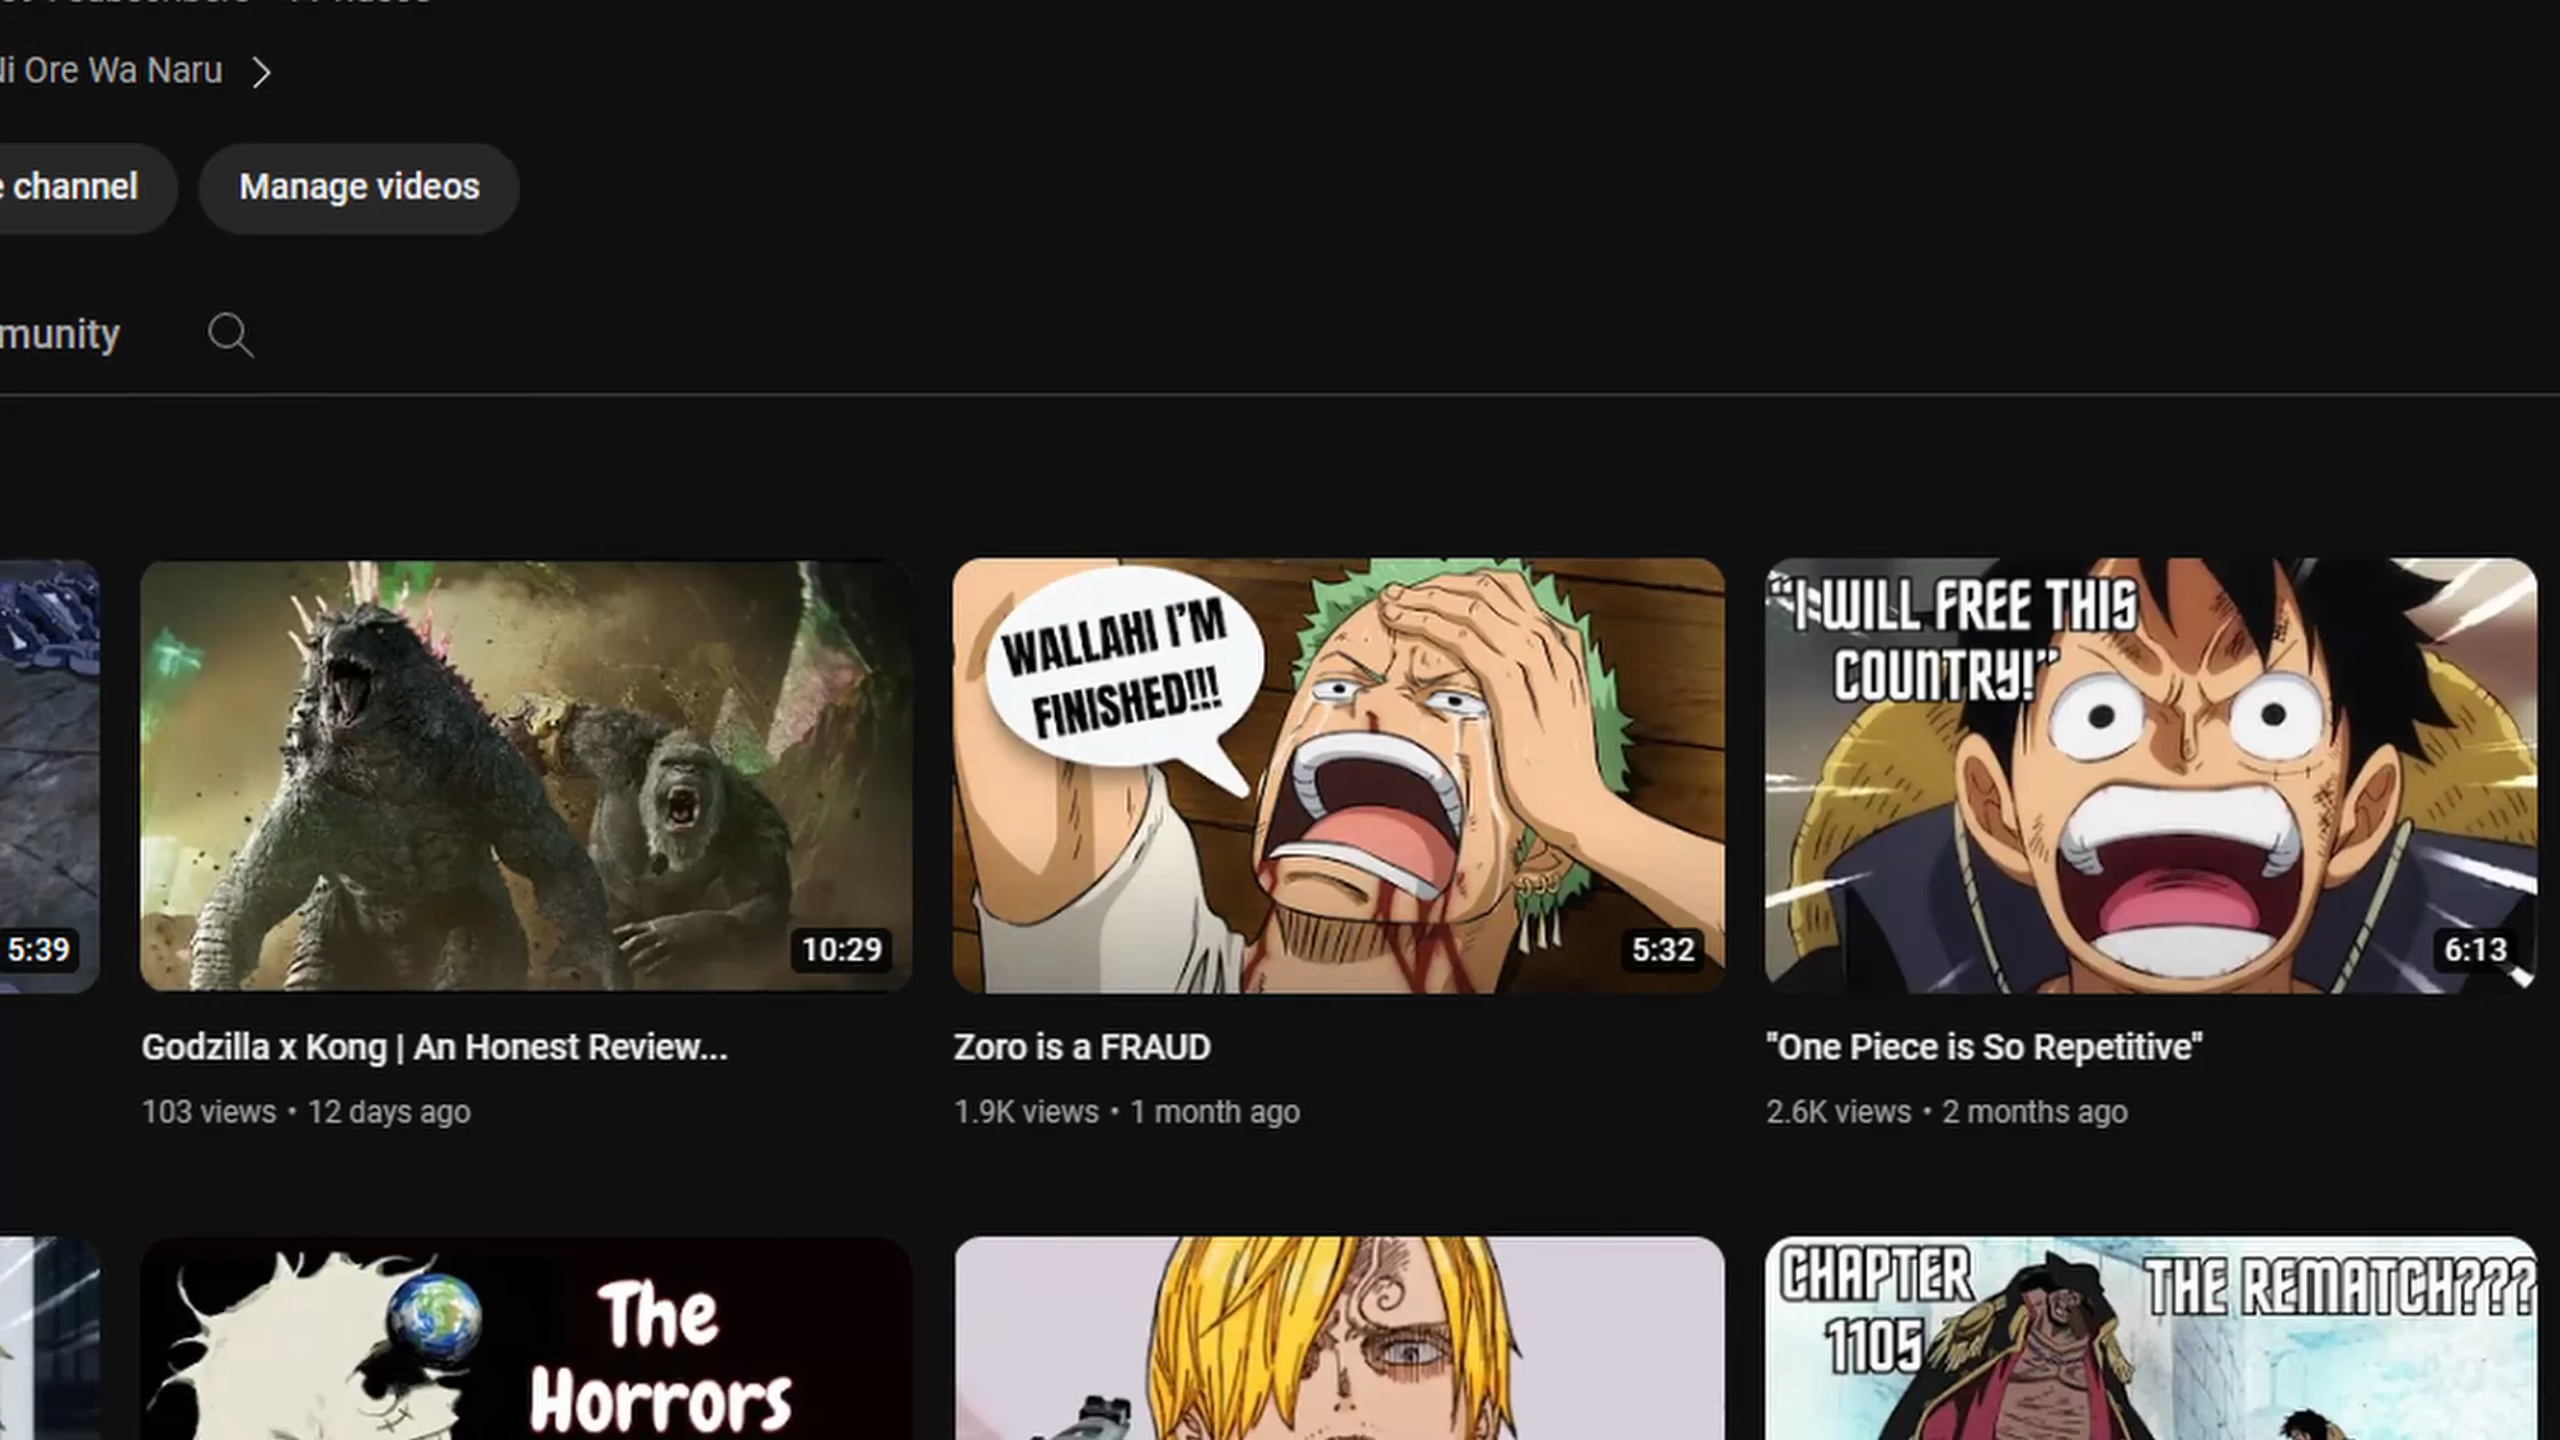 Ni Ore Wa Naru
channel
Manage videos
munity
WALLAHI I'M
FINISHED!!!
"I WILL FREE THIS
COUNTRY!"
5:39
10:29
5:32
6:13
Godzilla x Kong | An Honest Review...
Zoro is a FRAUD
"One Piece is So Repetitive"
103 views • 12 days ago
1.9K views • 1 month ago
2.6K views • 2 months ago
The
Horrors
CHAPTER
1105
THE REMATCH???